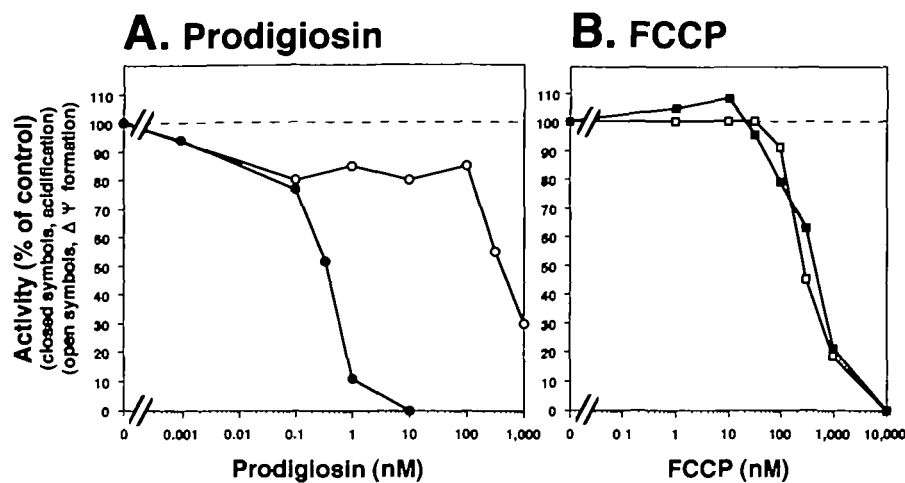 A. Prodigiosin
B. FCCP
Activity (% of control)
(closed symbols, acidification)
(open symbols, Δ Ψ formation)
110
100
90
80
70
60
50
40
30
20
10
0
0 0.001 0.01 0.1 1 10 100 1,000
Prodigiosin (nM)
110
100
90
80
70
60
50
40
30
20
10
0
0 0 1 1 10 100 1,000 10,000
FCCP (nM)